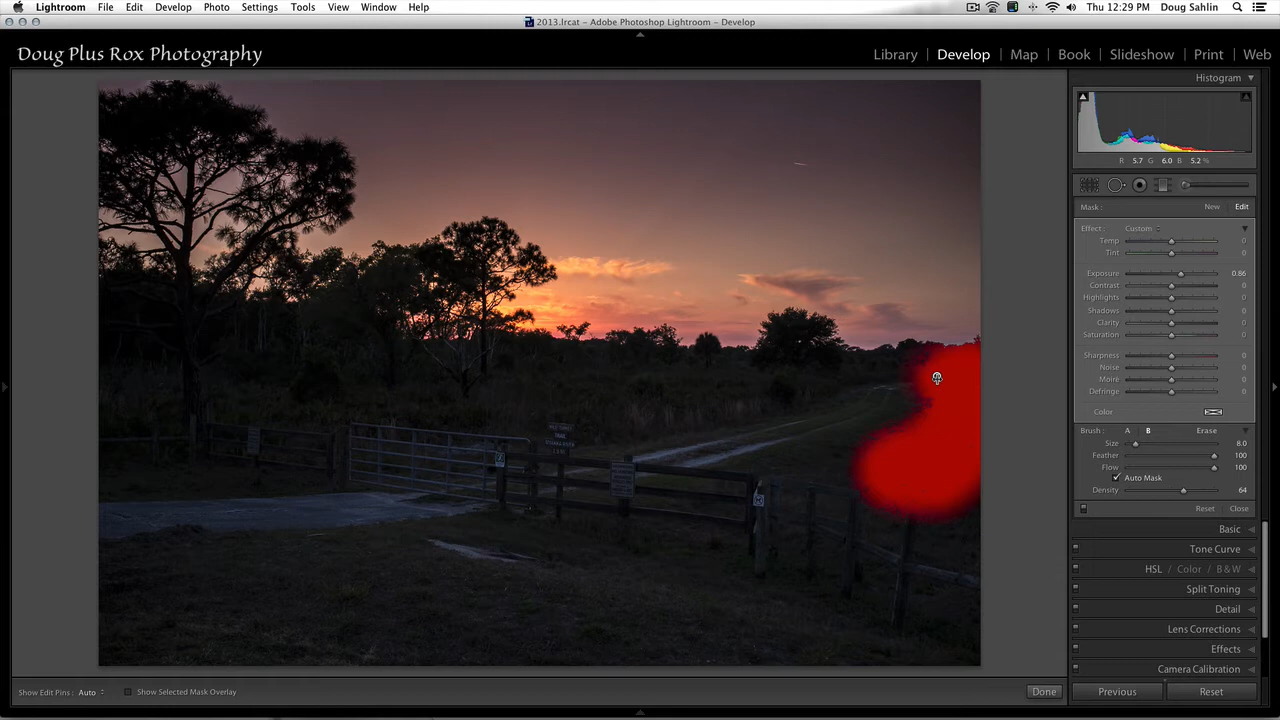 Lightroom File Edit Develop Photo Settings Tools View Window Help Thu 12:29 PM Doug Sahlin
2013.lrcat – Adobe Photoshop Lightroom – Develop
Doug Plus Rox Photography
Library | Develop | Map | Book | Slideshow | Print | Web
Histogram
R 5.7 G 6.0 B 5.2 %
Mask : New Edit
Effect : Custom
Temp 0
Tint 0
Exposure 0.86
Contrast 0
Highlights 0
Shadows 0
Clarity 0
Saturation 0
Sharpness 0
Noise 0
Moiré 0
Defringe 0
Color
Brush : A B Erase
Size 8.0
Feather 100
Flow 100
Auto Mask
Density 64
Reset Close
Basic
Tone Curve
HSL / Color / B&W
Split Toning
Detail
Lens Corrections
Effects
Camera Calibration
Show Edit Pins : Auto Show Selected Mask Overlay Done Previous Reset